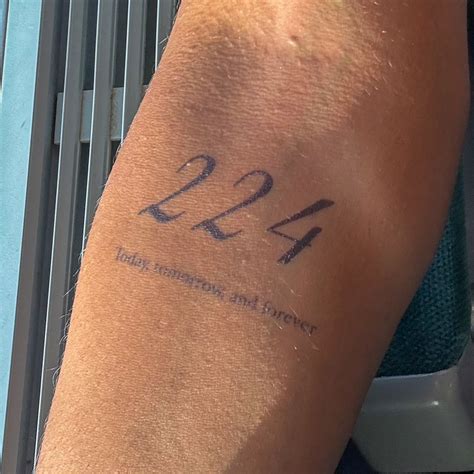 224
Today, tomorrow, and forever